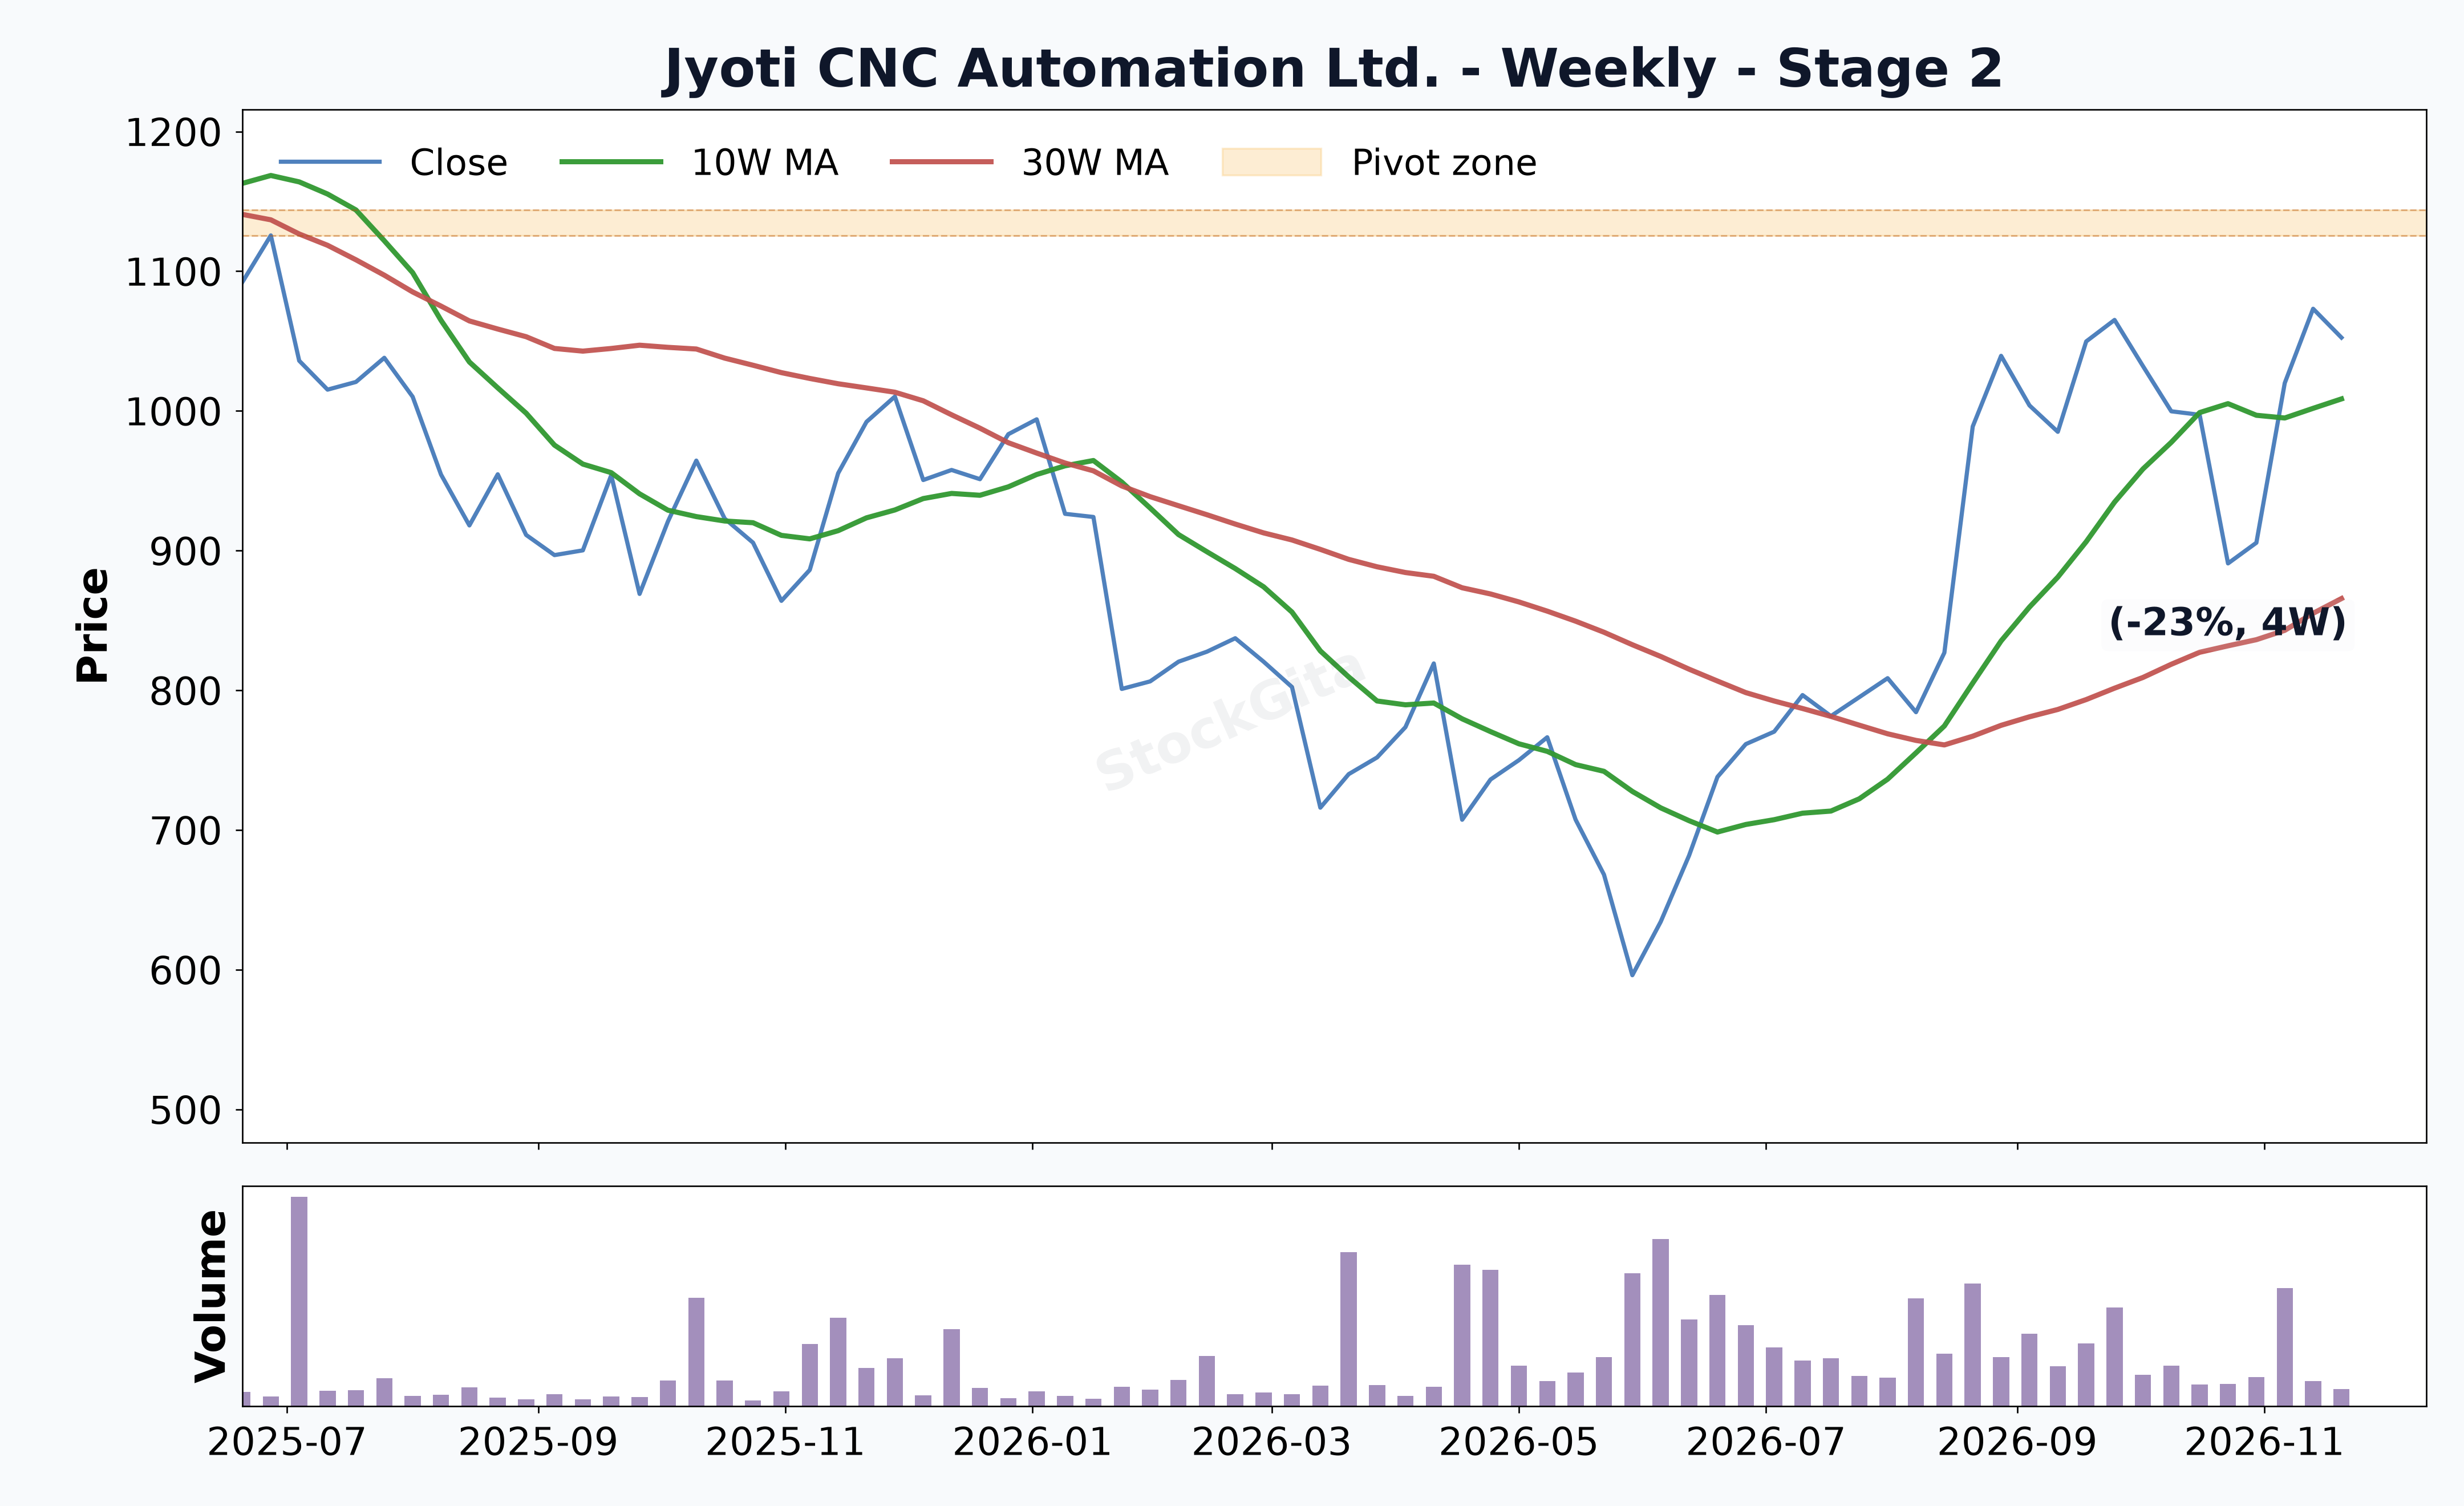 Jyoti CNC Automation Ltd. - Weekly - Stage 2
Close 10W MA 30W MA Pivot zone
1200
1100
1000
900
800
700
600
500
Price
(-23%, 4W)
StockGita
Volume
2025-07 2025-09 2025-11 2026-01 2026-03 2026-05 2026-07 2026-09 2026-11